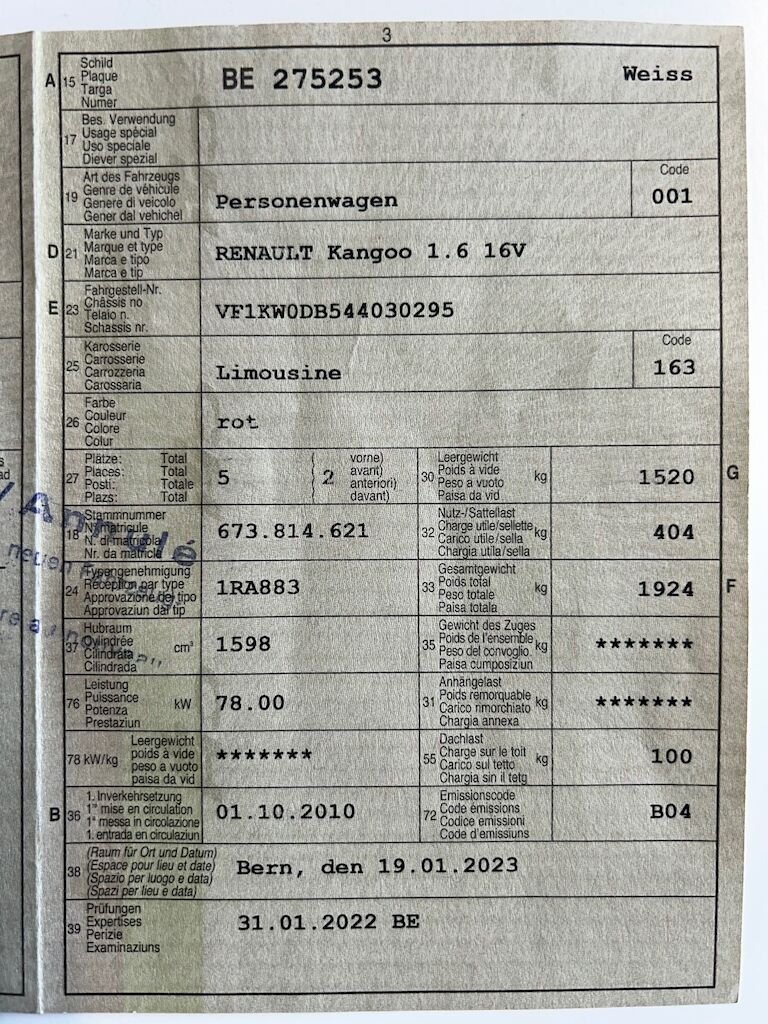 3
A 15 Schild
Plaque
Targa
Numer
BE 275253 Weiss
17 Bes. Verwendung
Usage spécial
Uso speciale
Diever spezial
19 Art des Fahrzeugs
Genre de véhicule
Genere di veicolo
Gener dal vehichel
Personenwagen
Code
001
D 21 Marke und Typ
Marque et type
Marca e tipo
Marca e tip
RENAULT Kangoo 1.6 16V
E 23 Fahrgestell-Nr.
Châssis no
Telaio n.
Schassis nr.
VF1KW0DB544030295
25 Karosserie
Carrosserie
Carrozzeria
Carossaria
Limousine
Code
163
26 Farbe
Couleur
Colore
Colur
rot
27 Plätze: Total
Places: Total
Posti: Totale
Plazs: Total
5 2 vorne)
avant)
anteriori)
davant)
30 Leergewicht
Poids à vide
Peso a vuoto
Paisa da vid
kg 1520 G
18 Stammnummer
N. matricule
N. di matricola
Nr. da matricla
673.814.621
32 Nutz-/Sattellast
Charge utile/sellette
Carico utile/sella
Chargia utila/sella
kg 404
24 Typengenehmigung
Réception par type
Approvazione del tipo
Approvaziun dal tip
1RA883
33 Gesamtgewicht
Poids total
Peso totale
Paisa totala
kg 1924 F
37 Hubraum
Cylindrée
Cilindrata
Cilindrada
cm³ 1598
35 Gewicht des Zuges
Poids de l'ensemble
Peso del convoglio
Paisa cumposiziun
kg *******
76 Leistung
Puissance
Potenza
Prestaziun
kW 78.00
31 Anhängelast
Poids remorquable
Carico rimorchiato
Chargia annexa
kg *******
78 kW/kg Leergewicht
poids à vide
peso a vuoto
paisa da vid
*******
55 Dachlast
Charge sur le toit
Carico sul tetto
Chargia sin il tetg
kg 100
B 36 1. Inverkehrsetzung
1re mise en circulation
1a messa in circolazione
1. entrada en circulaziun
01.10.2010
72 Emissionscode
Code émissions
Codice emissioni
Code d'emissiuns
B04
38 (Raum für Ort und Datum)
(Espace pour lieu et date)
(Spazio per luogo e data)
(Spazi per lieu e data)
Bern, den 19.01.2023
39 Prüfungen
Expertises
Perizie
Examinaziuns
31.01.2022 BE
Annulé
neuen